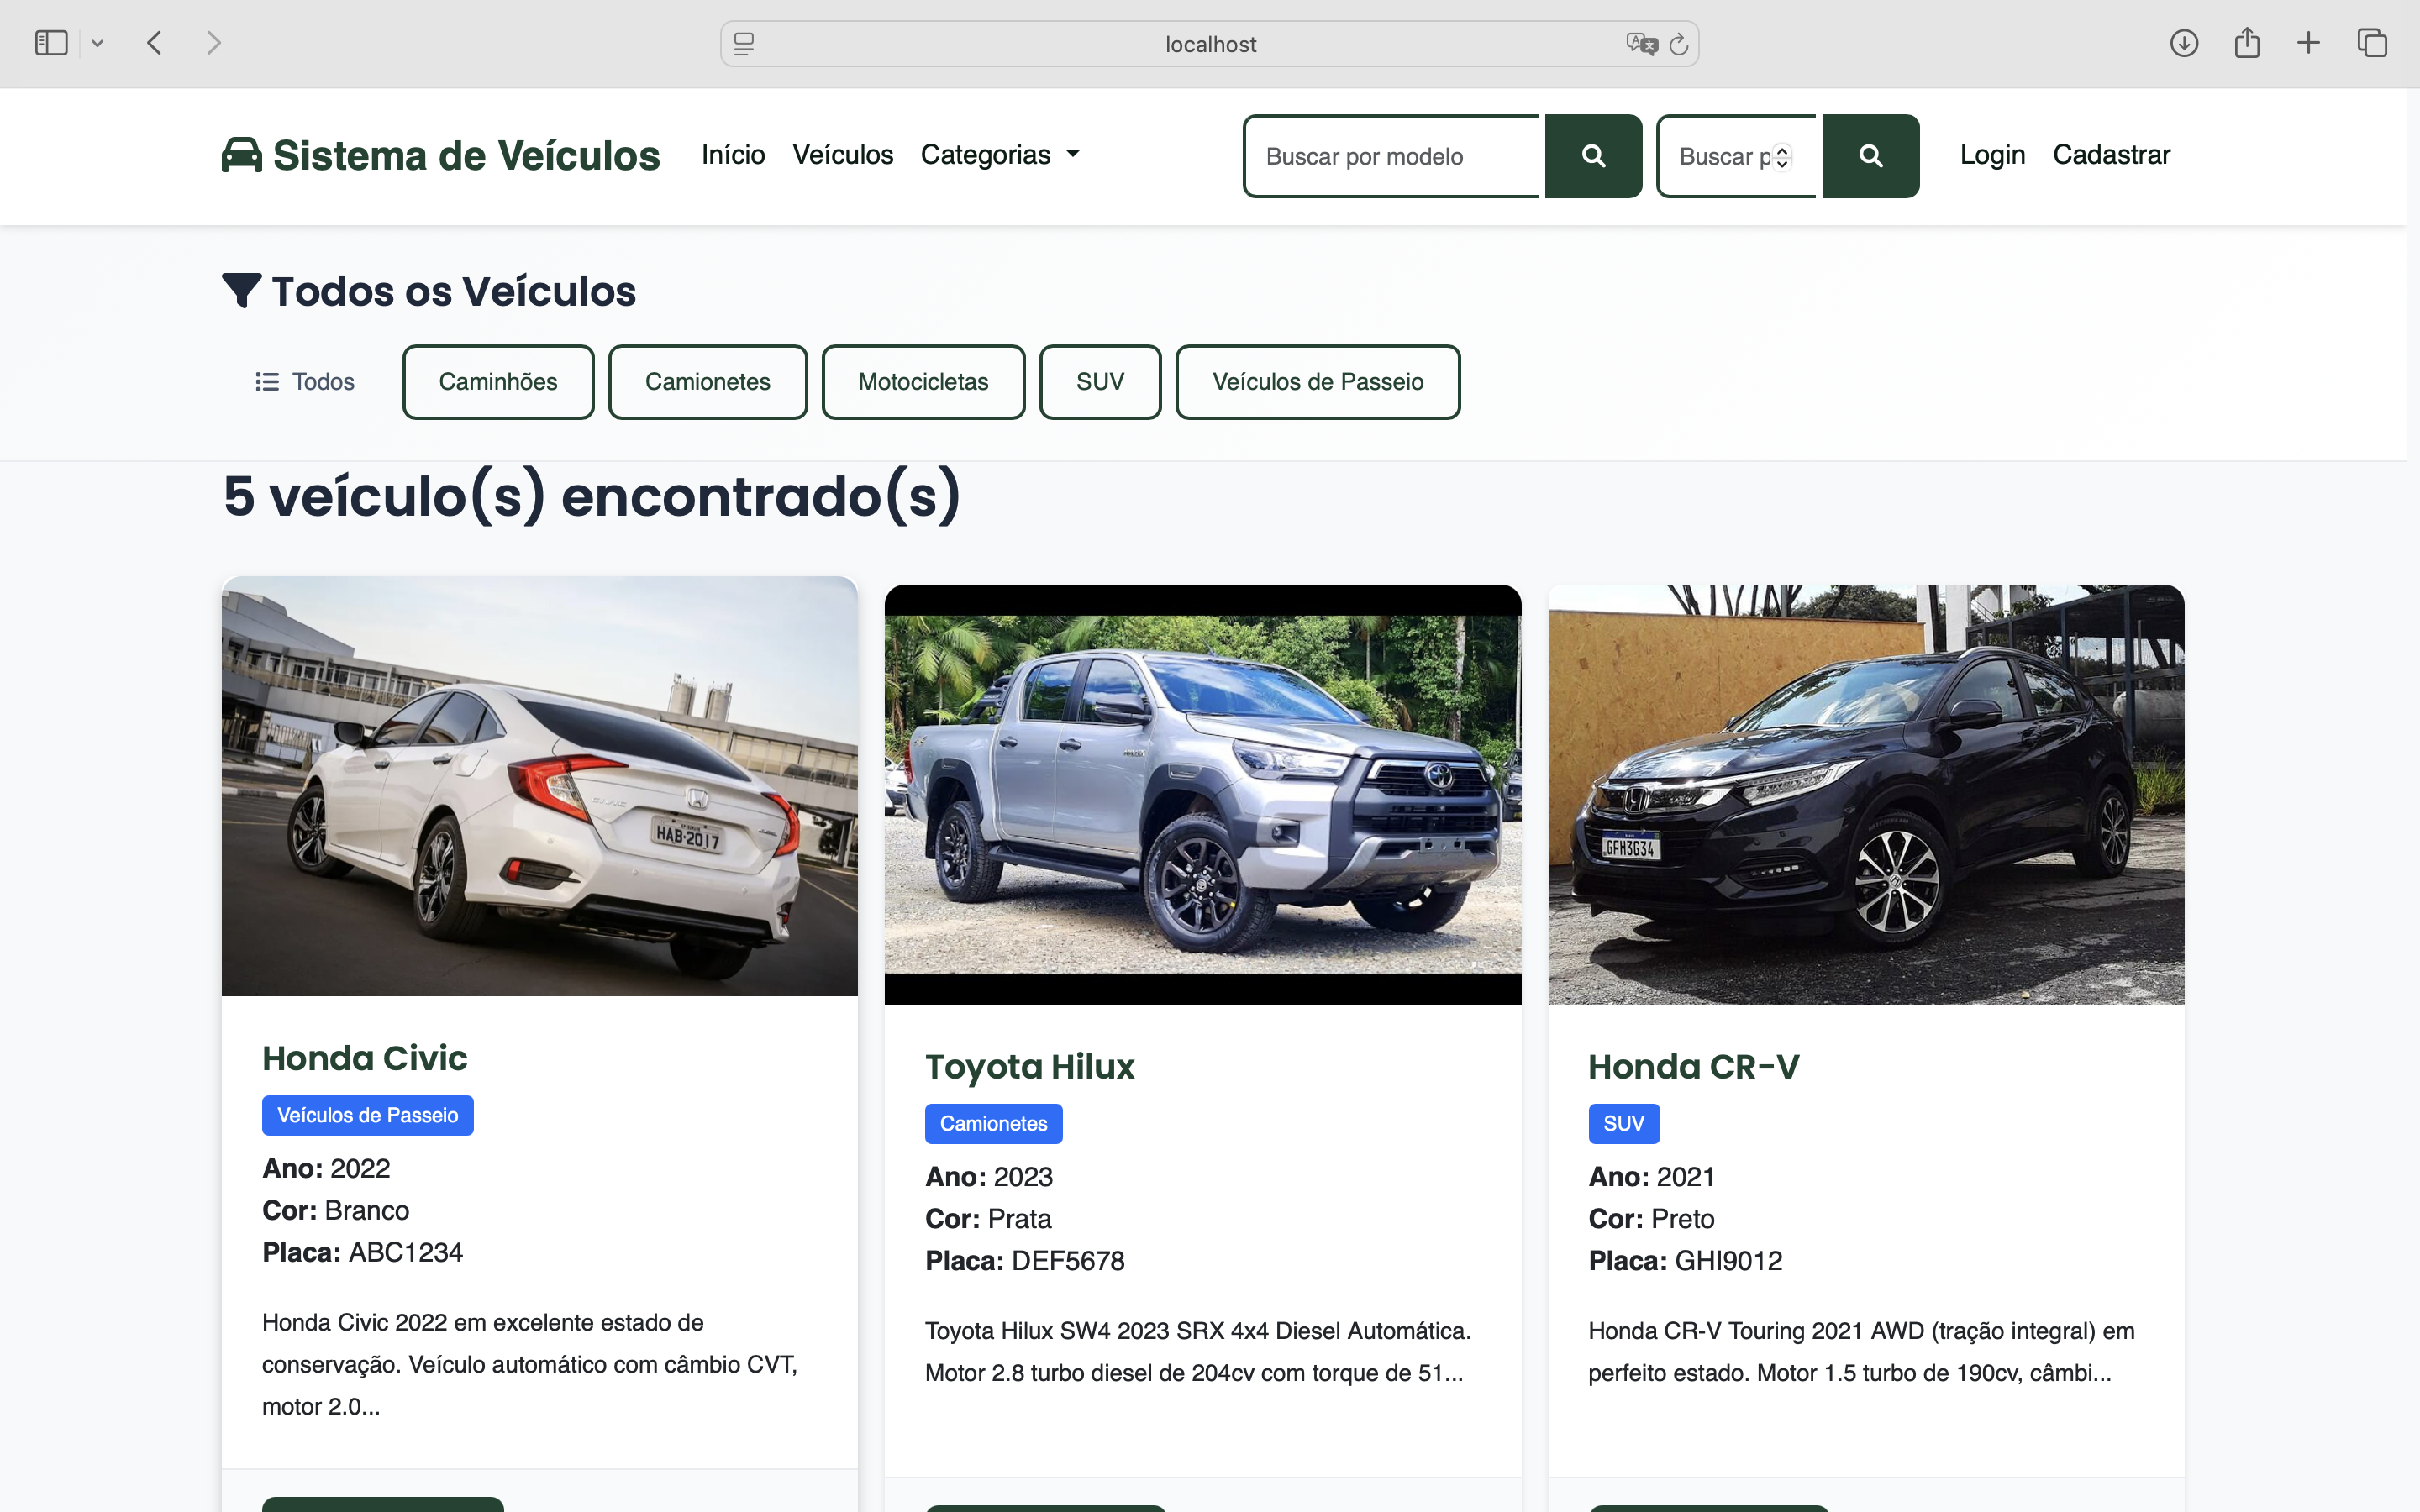 localhost
Sistema de Veículos
Início
Veículos
Categorias
Buscar por modelo
Buscar p
Login
Cadastrar
Todos os Veículos
Todos
Caminhões
Camionetes
Motocicletas
SUV
Veículos de Passeio
5 veículo(s) encontrado(s)
CIVIC
HAB-2017
GFH3G34
Honda Civic
Veículos de Passeio
Ano: 2022
Cor: Branco
Placa: ABC1234
Honda Civic 2022 em excelente estado de
conservação. Veículo automático com câmbio CVT,
motor 2.0...
Toyota Hilux
Camionetes
Ano: 2023
Cor: Prata
Placa: DEF5678
Toyota Hilux SW4 2023 SRX 4x4 Diesel Automática.
Motor 2.8 turbo diesel de 204cv com torque de 51...
Honda CR-V
SUV
Ano: 2021
Cor: Preto
Placa: GHI9012
Honda CR-V Touring 2021 AWD (tração integral) em
perfeito estado. Motor 1.5 turbo de 190cv, câmbi...